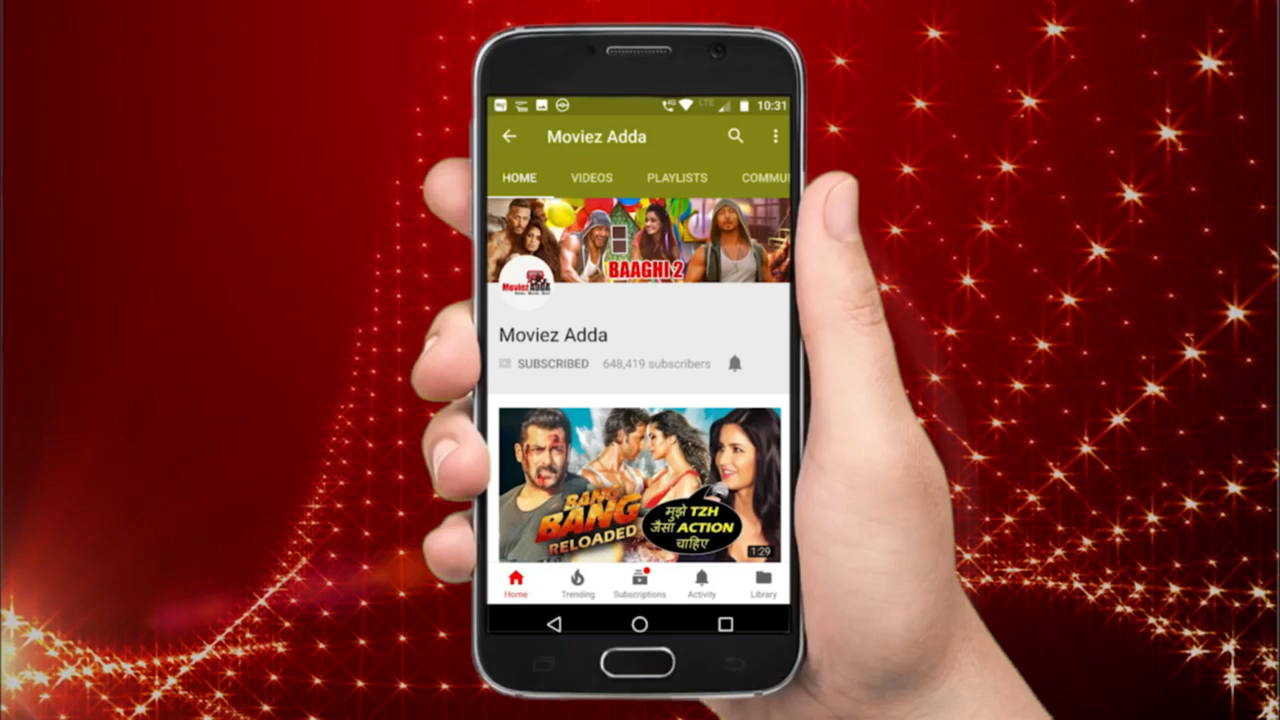 LTE 10:31
Moviez Adda
HOME VIDEOS PLAYLISTS COMMU
BAAGHI 2
Moviez ADDA
Moviez Adda
SUBSCRIBED 648,419 subscribers
BANG
BANG
RELOADED
मुझे TZH
जैसा ACTION
चाहिए
1:29
Home Trending Subscriptions Activity Library